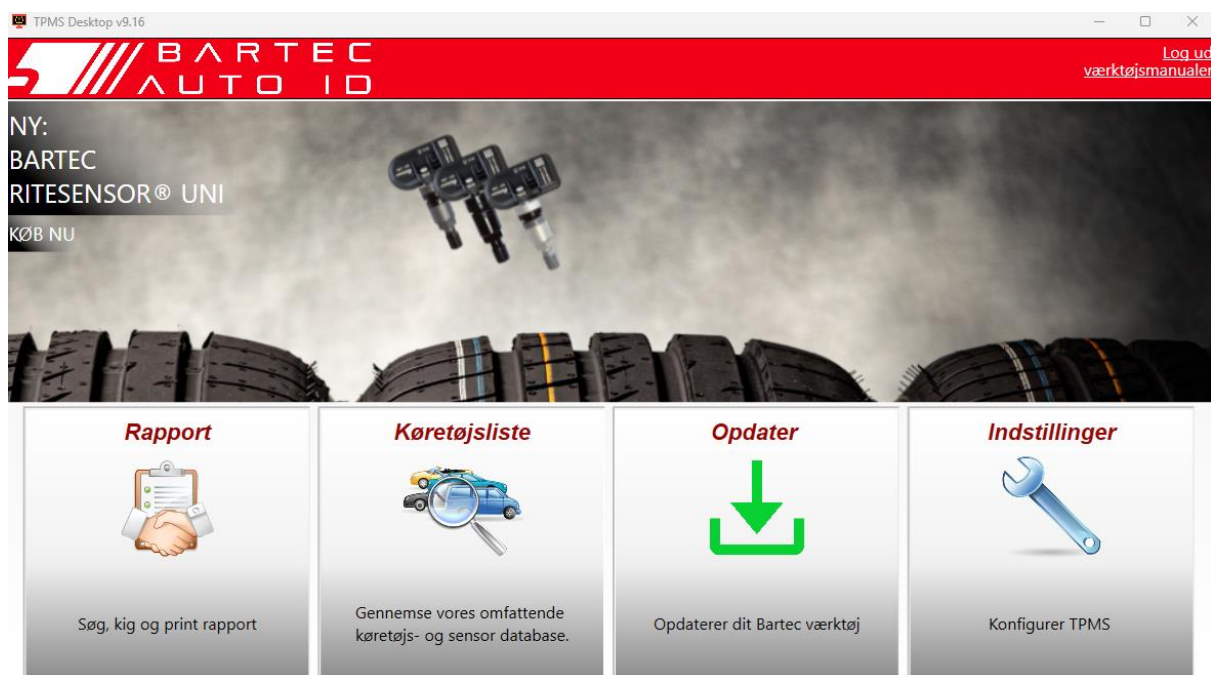 TPMS Desktop v9.16
BARTEC
AUTO ID
Log ud
værktøjsmanualer
NY:
BARTEC
RITESENSOR® UNI
KØB NU
Rapport
Søg, kig og print rapport
Køretøjsliste
Gennemse vores omfattende
køretøjs- og sensor database.
Opdater
Opdaterer dit Bartec værktøj
Indstillinger
Konfigurer TPMS